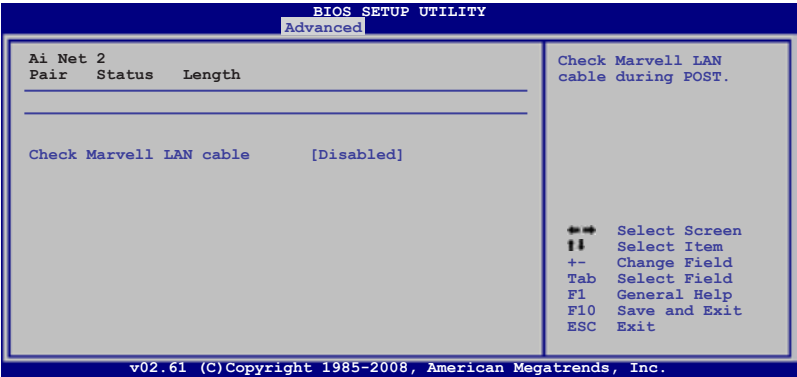 BIOS SETUP UTILITY
Advanced
Ai Net 2
Pair Status Length
Check Marvell LAN cable [Disabled]
Check Marvell LAN
cable during POST.
Select Screen
Select Item
+- Change Field
Tab Select Field
F1 General Help
F10 Save and Exit
ESC Exit
v02.61 (C)Copyright 1985-2008, American Megatrends, Inc.